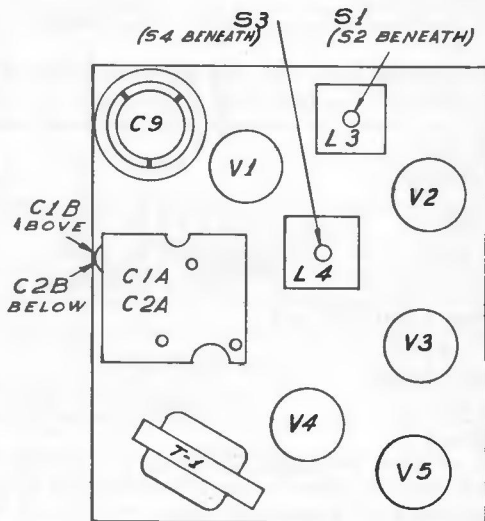 S3
(S4 BENEATH)
S1
(S2 BENEATH)
C9
V1
L3
V2
C1B
ABOVE
C2B
BELOW
C1A
C2A
L4
V3
V4
T-1
V5